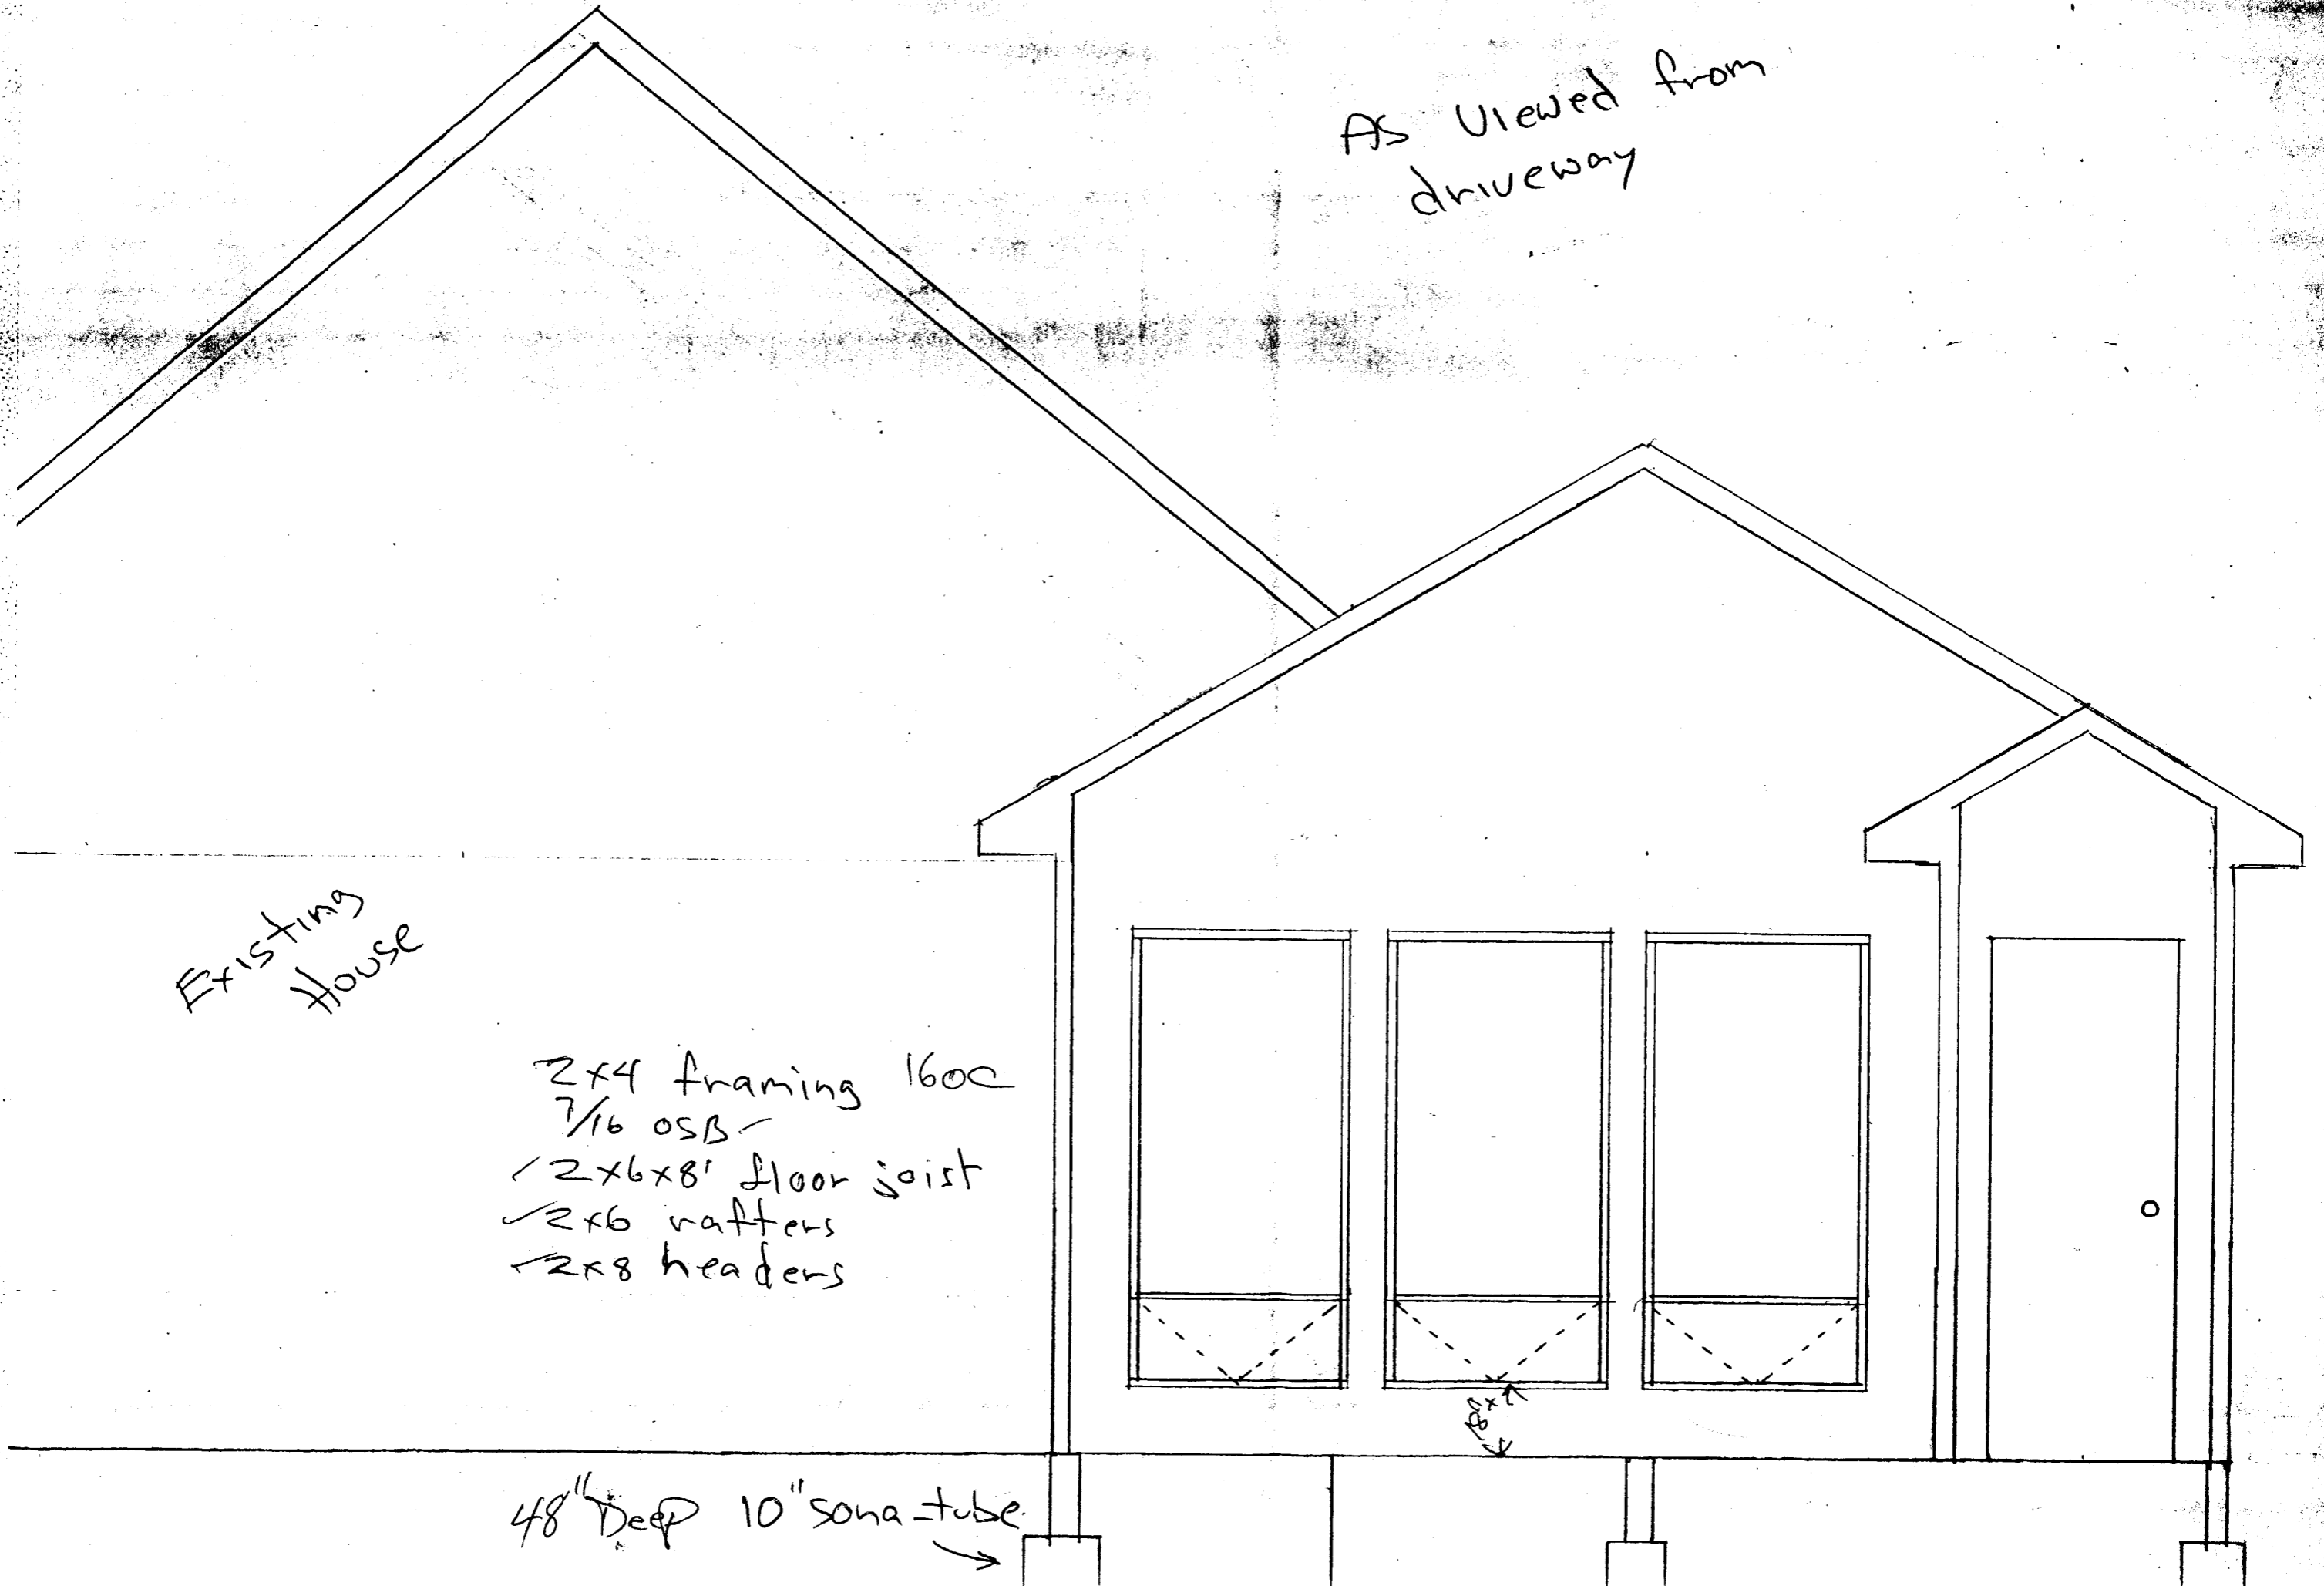 As Viewed from
driveway
Existing
House
2x4 framing 16oc
7/16 OSB
2x6x8' floor joist
2x6 rafters
2x8 headers
48" Deep 10" sona-tube